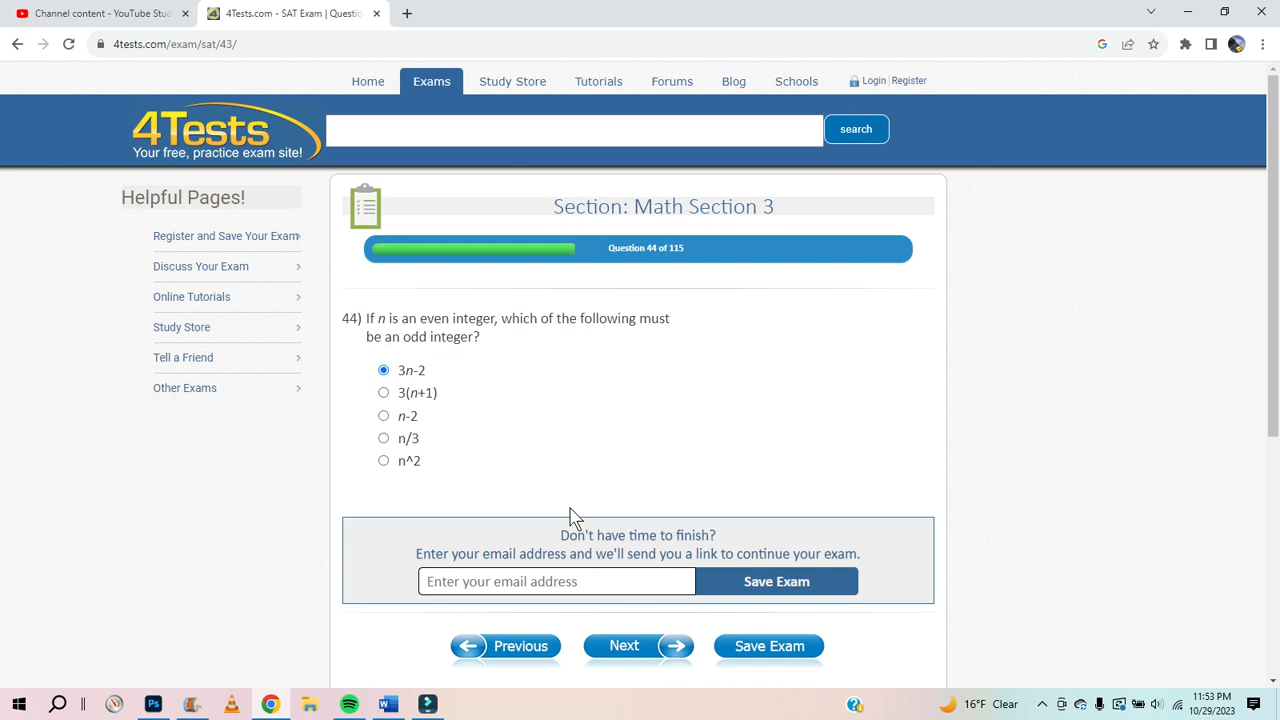 Channel content - YouTube Stud
4Tests.com - SAT Exam | Questio
4tests.com/exam/sat/43/
Home
Exams
Study Store
Tutorials
Forums
Blog
Schools
Login
Register
4Tests
Your free, practice exam site!
search
Helpful Pages!
Register and Save Your Exam
Discuss Your Exam
Online Tutorials
Study Store
Tell a Friend
Other Exams
Section: Math Section 3
Question 44 of 115
44) If n is an even integer, which of the following must
be an odd integer?
3n-2
3(n+1)
n-2
n/3
n^2
Don't have time to finish?
Enter your email address and we'll send you a link to continue your exam.
Enter your email address
Save Exam
Previous
Next
Save Exam
16°F Clear
11:53 PM
10/29/2023